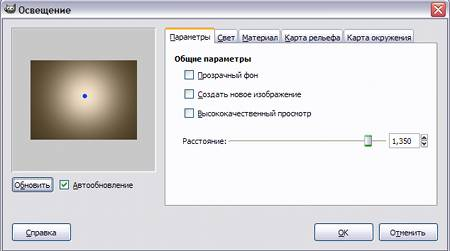 Освещение
Параметры Свет Материал Карта рельефа Карта окружения
Общие параметры
Прозрачный фон
Создать новое изображение
Высококачественный просмотр
Расстояние: 1,350
Обновить Автообновление
Справка ОК Отменить